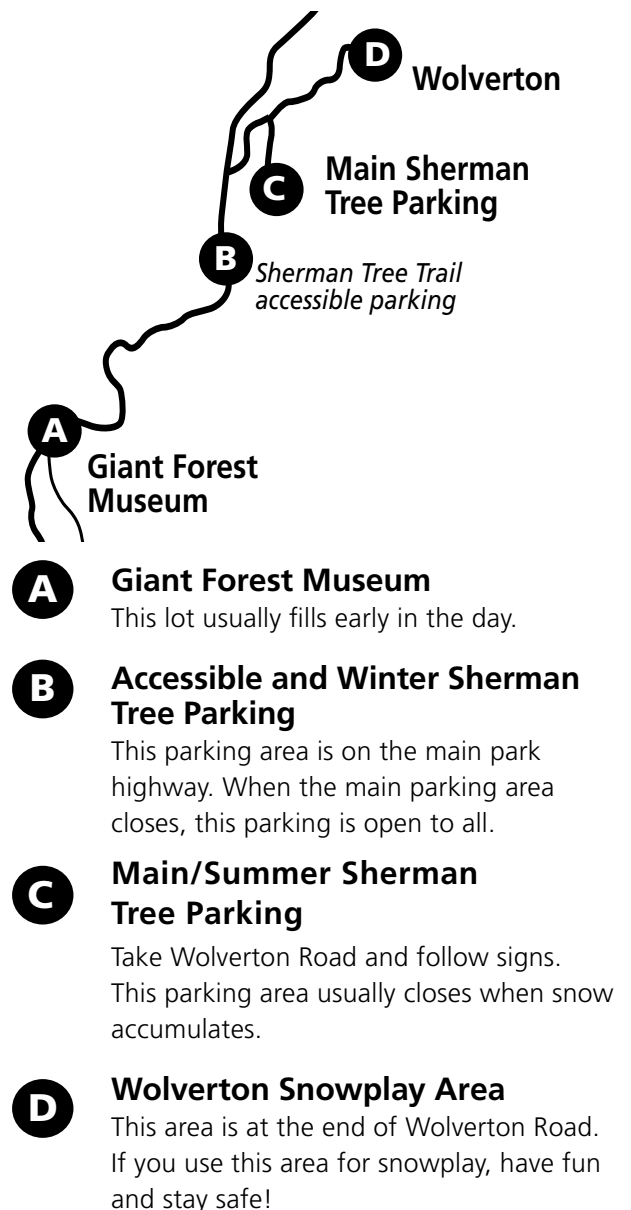 D
Wolverton
C
Main Sherman
Tree Parking
B
Sherman Tree Trail
accessible parking
A
Giant Forest
Museum
A
Giant Forest Museum
This lot usually fills early in the day.
B
Accessible and Winter Sherman
Tree Parking
This parking area is on the main park
highway. When the main parking area
closes, this parking is open to all.
C
Main/Summer Sherman
Tree Parking
Take Wolverton Road and follow signs.
This parking area usually closes when snow
accumulates.
D
Wolverton Snowplay Area
This area is at the end of Wolverton Road.
If you use this area for snowplay, have fun
and stay safe!